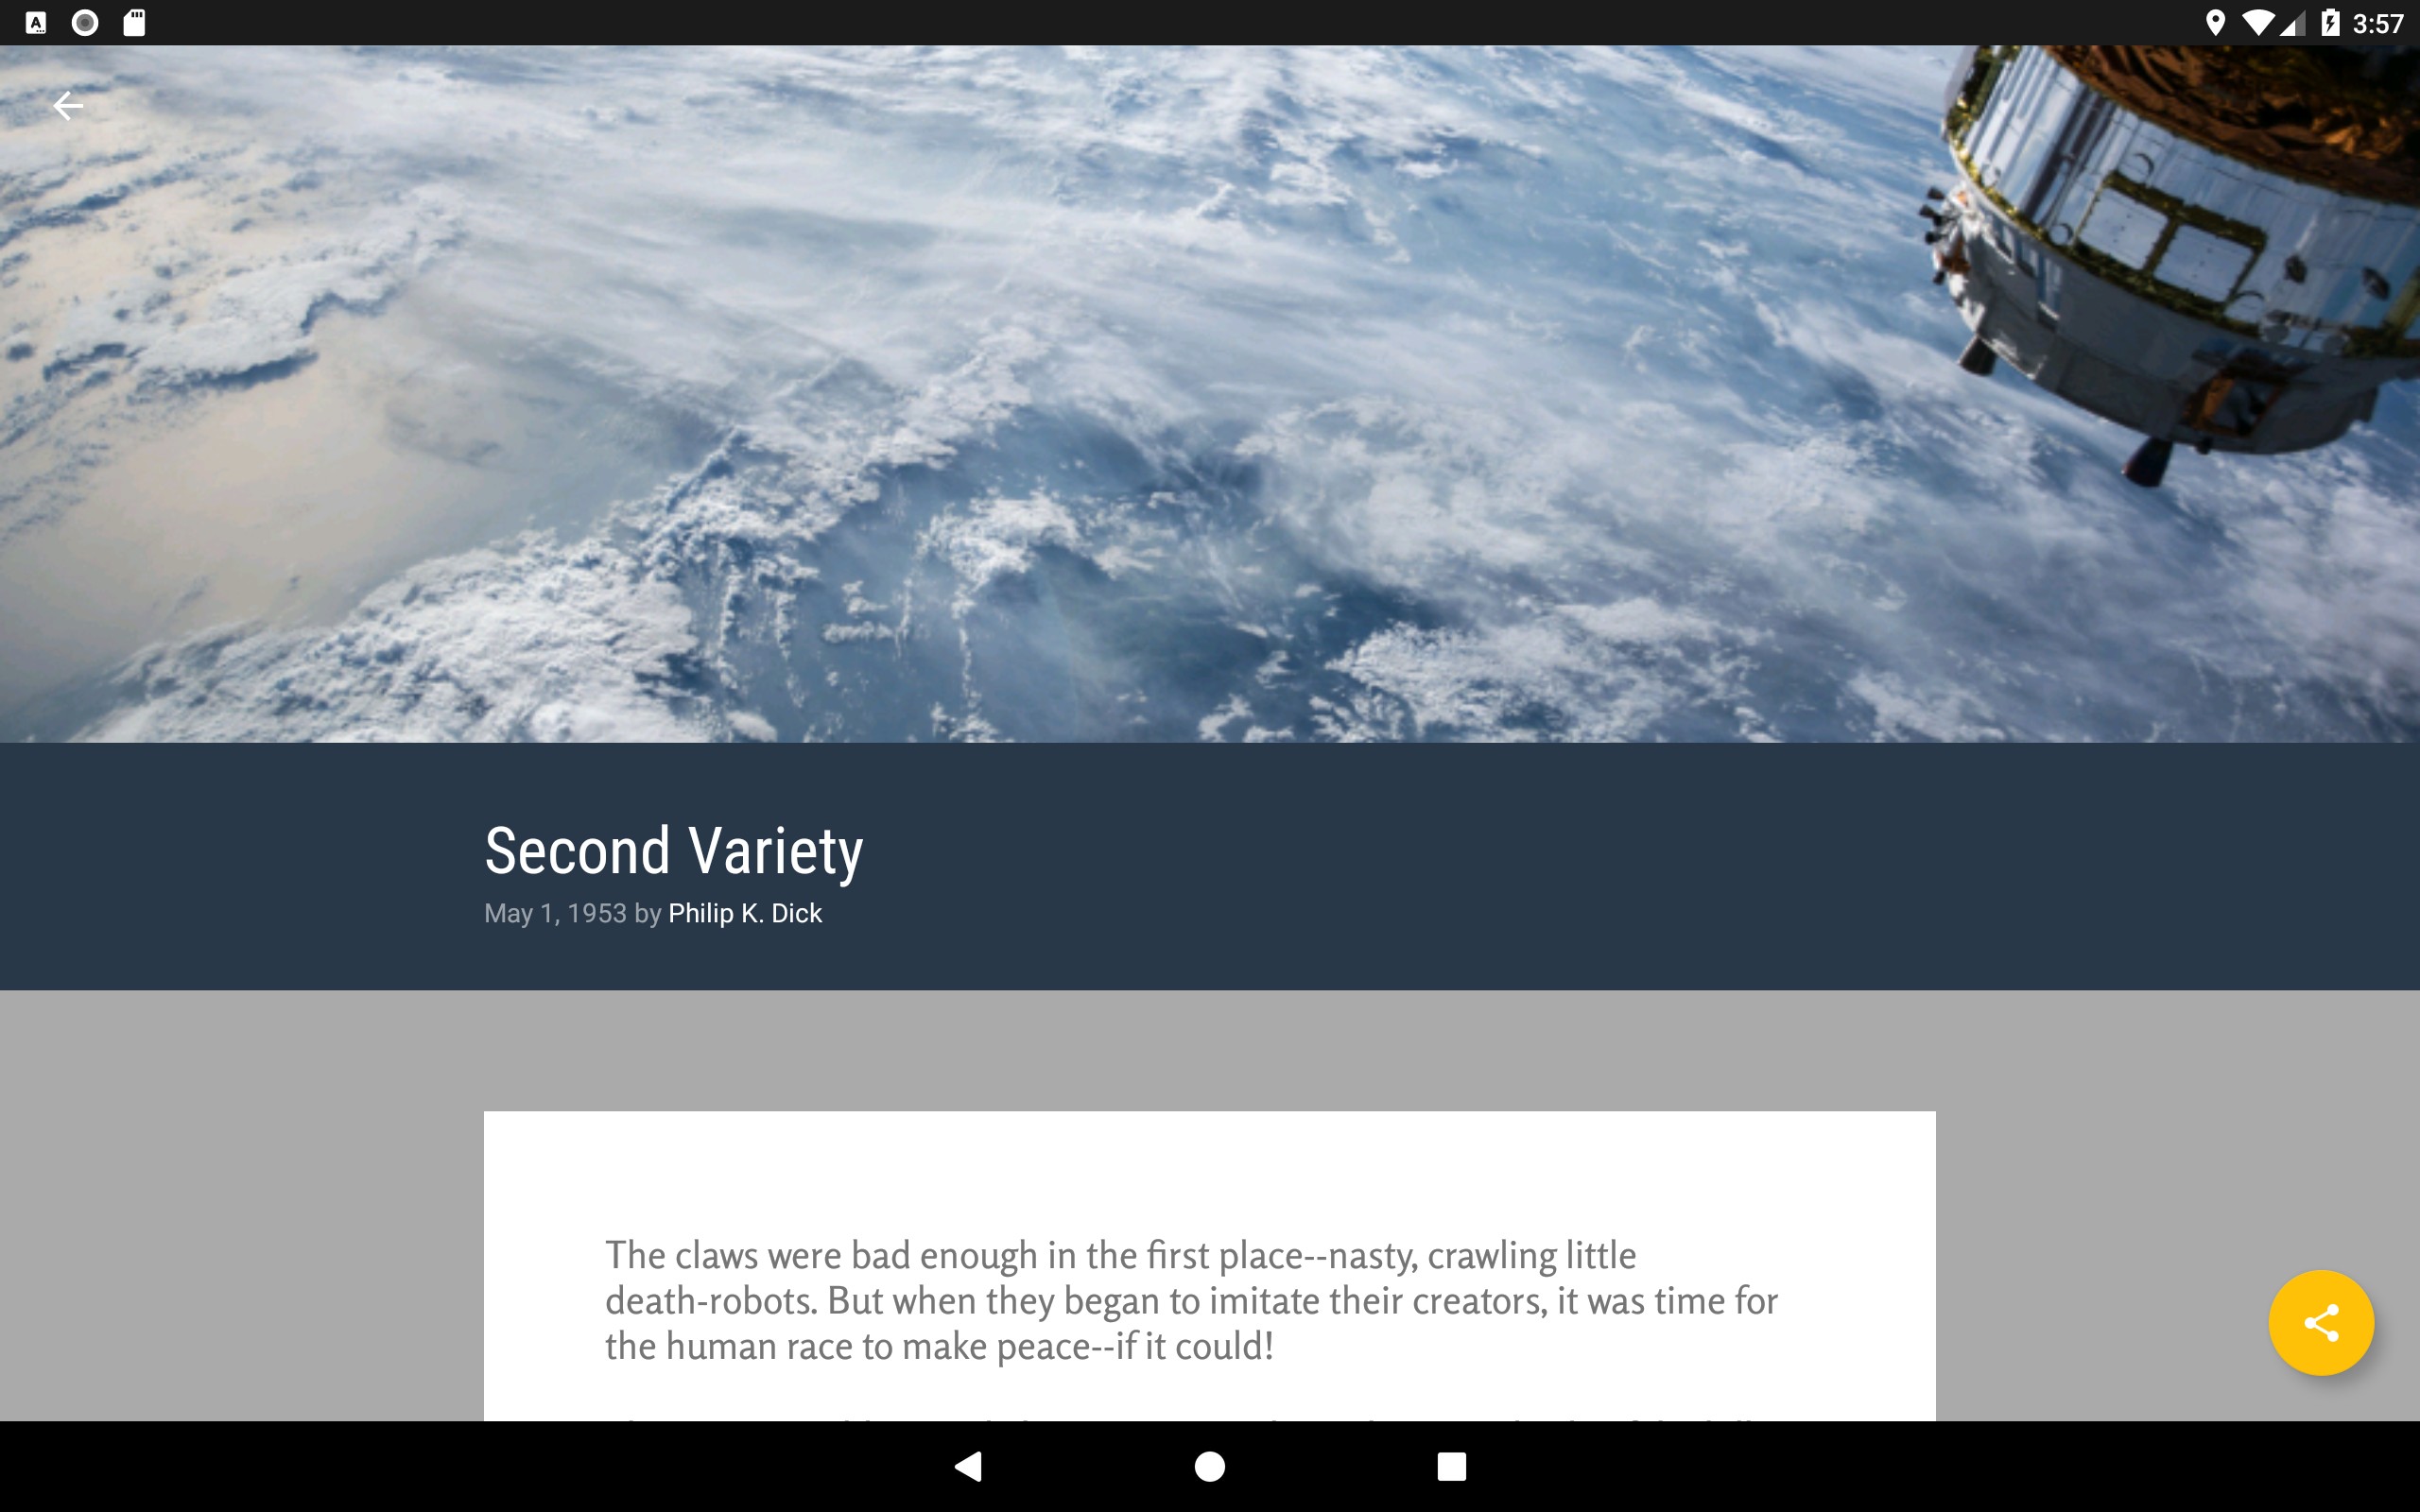 3:57
Second Variety
May 1, 1953 by Philip K. Dick
The claws were bad enough in the first place--nasty, crawling little
death-robots. But when they began to imitate their creators, it was time for
the human race to make peace--if it could!